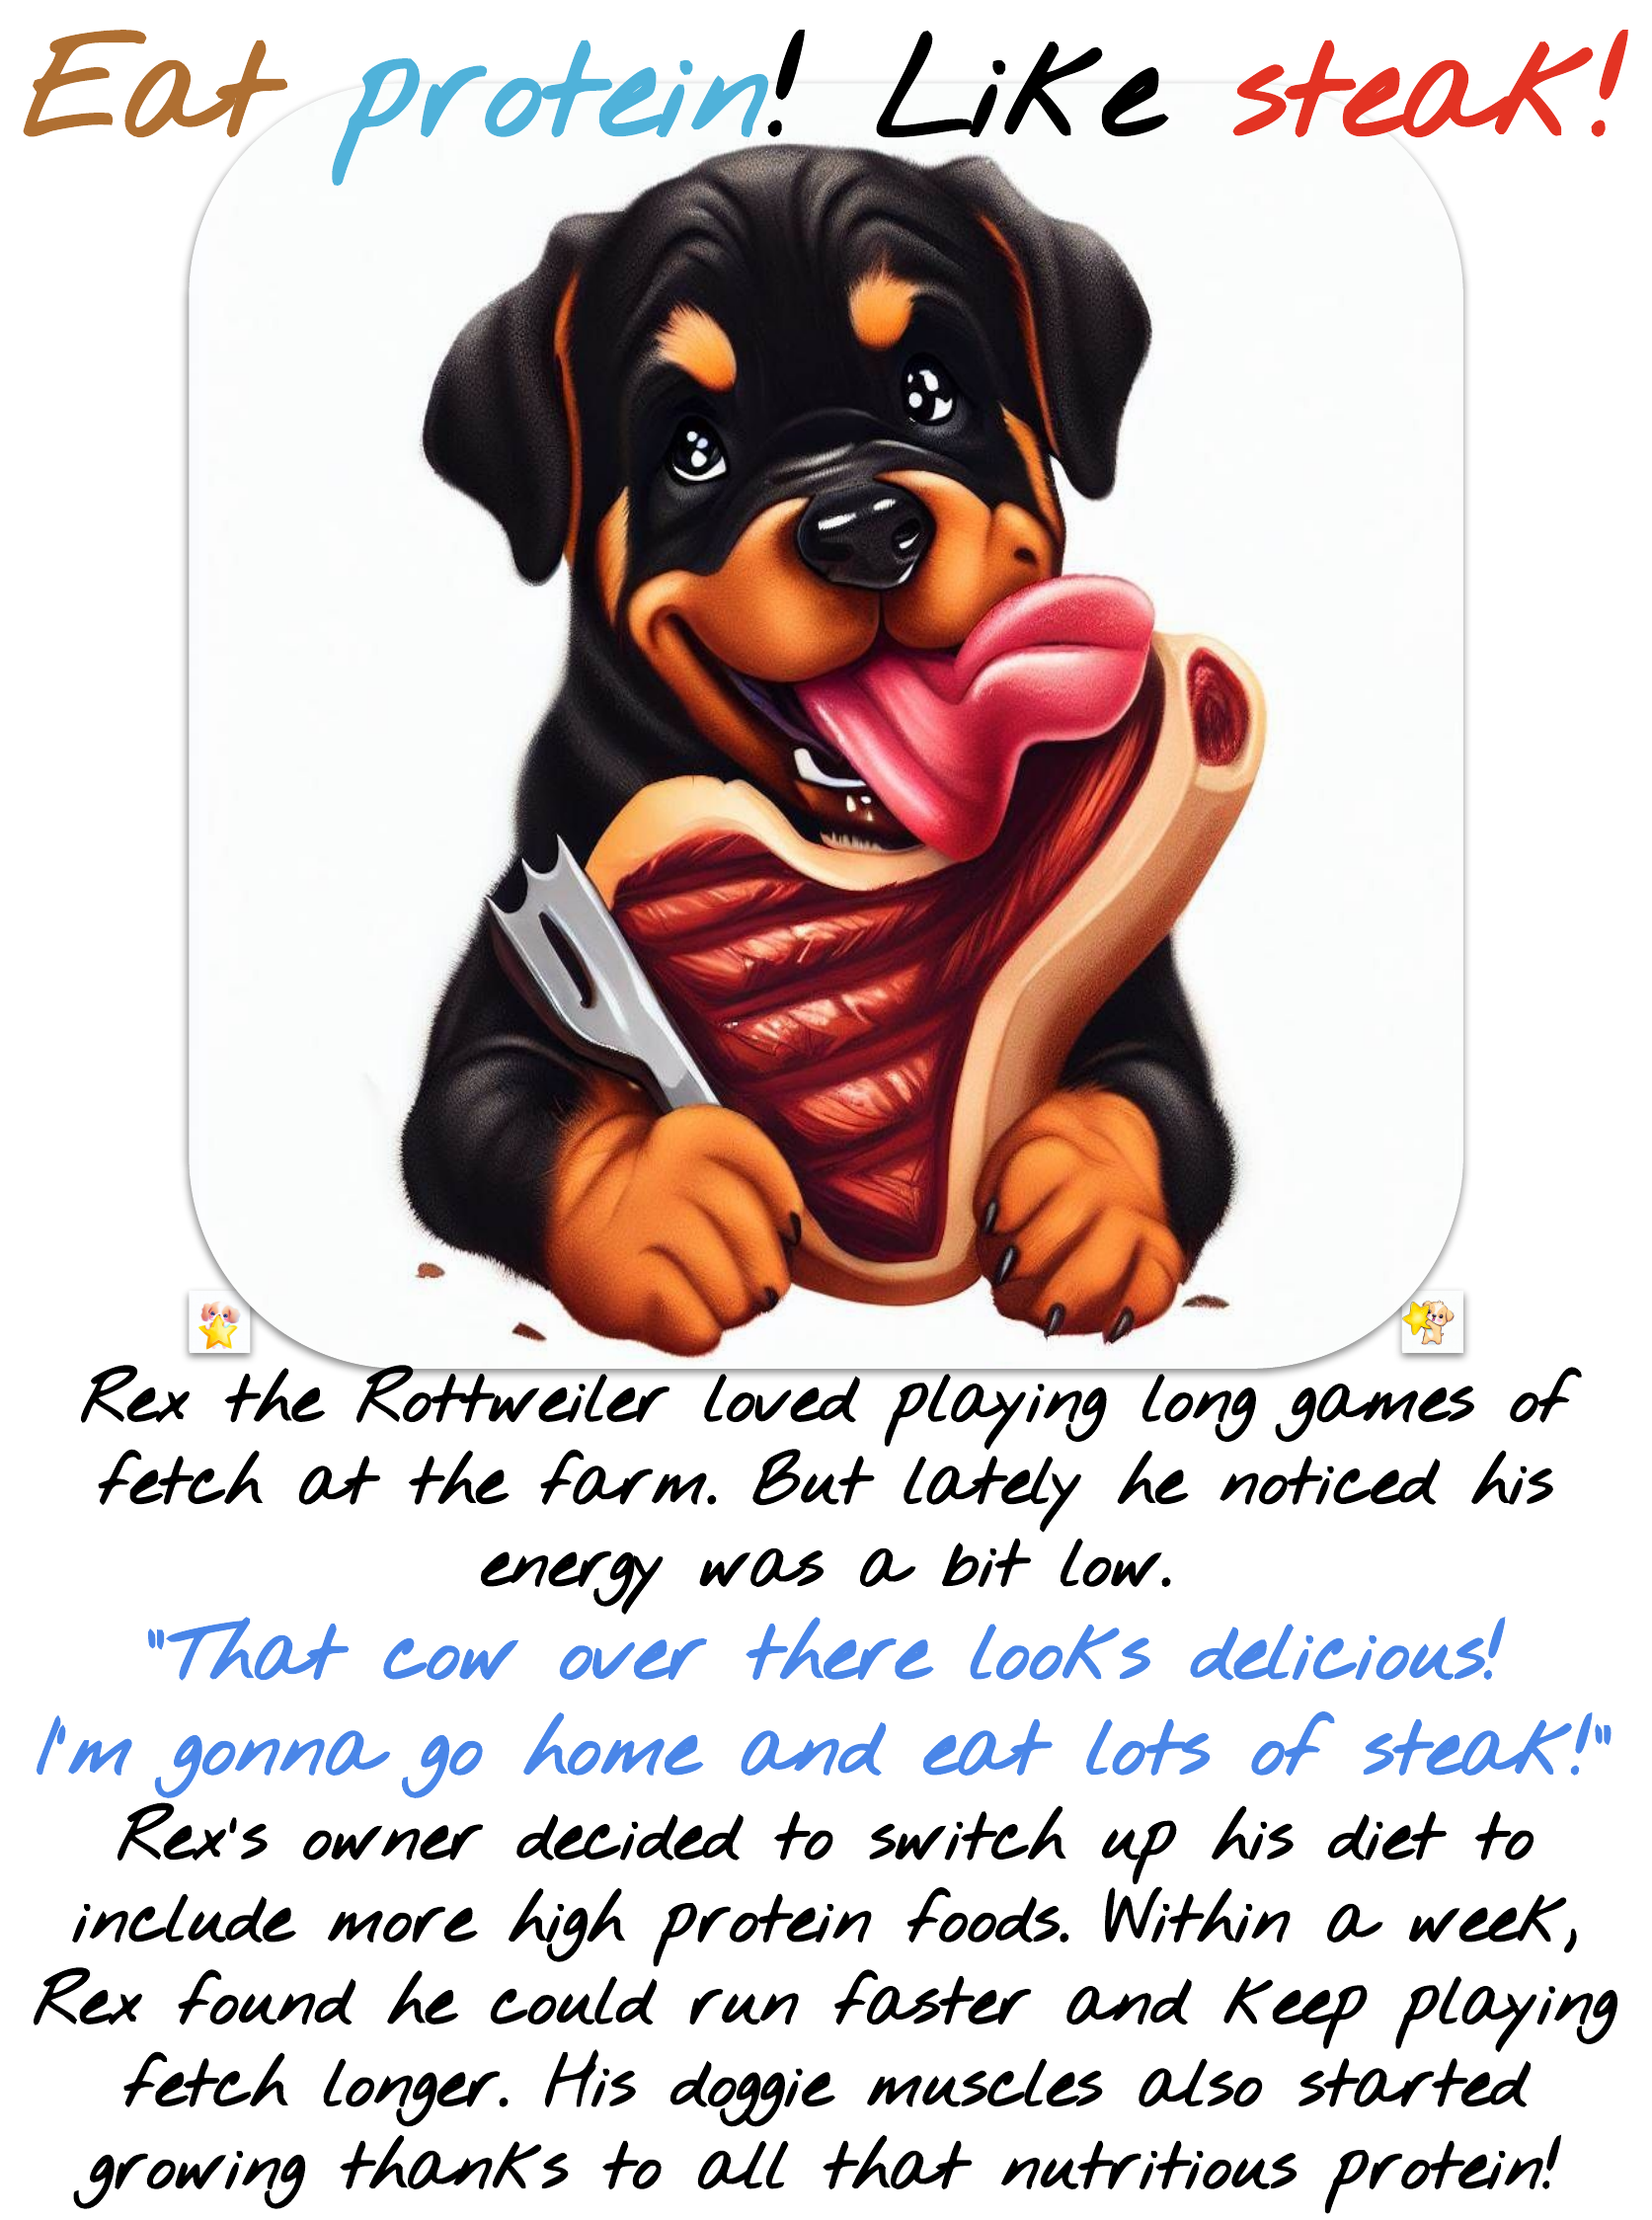 Eat protein! Like steak!
Rex the Rottweiler loved playing long games of
fetch at the farm. But lately he noticed his
energy was a bit low.
"That cow over there looks delicious!
I'm gonna go home and eat lots of steak!"
Rex's owner decided to switch up his diet to
include more high protein foods. Within a week,
Rex found he could run faster and keep playing
fetch longer. His doggie muscles also started
growing thanks to all that nutritious protein!